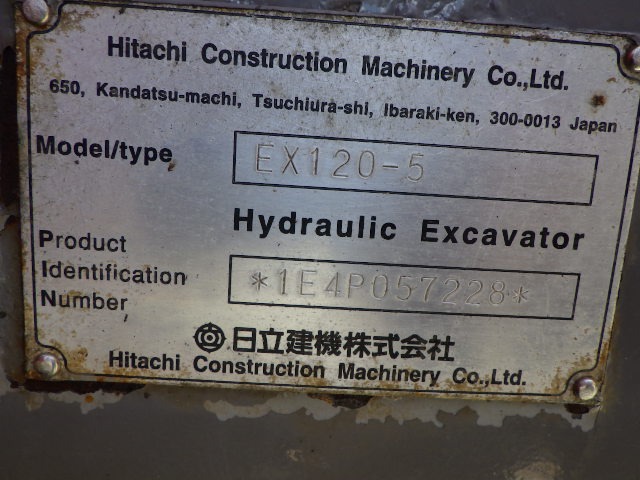 Hitachi Construction Machinery Co.,Ltd.
650, Kandatsu-machi, Tsuchiura-shi, Ibaraki-ken, 300-0013 Japan
Model/type EX120-5
Hydraulic Excavator
Product
Identification
Number
*1E4P057228*
日立建機株式会社
Hitachi Construction Machinery Co.,Ltd.